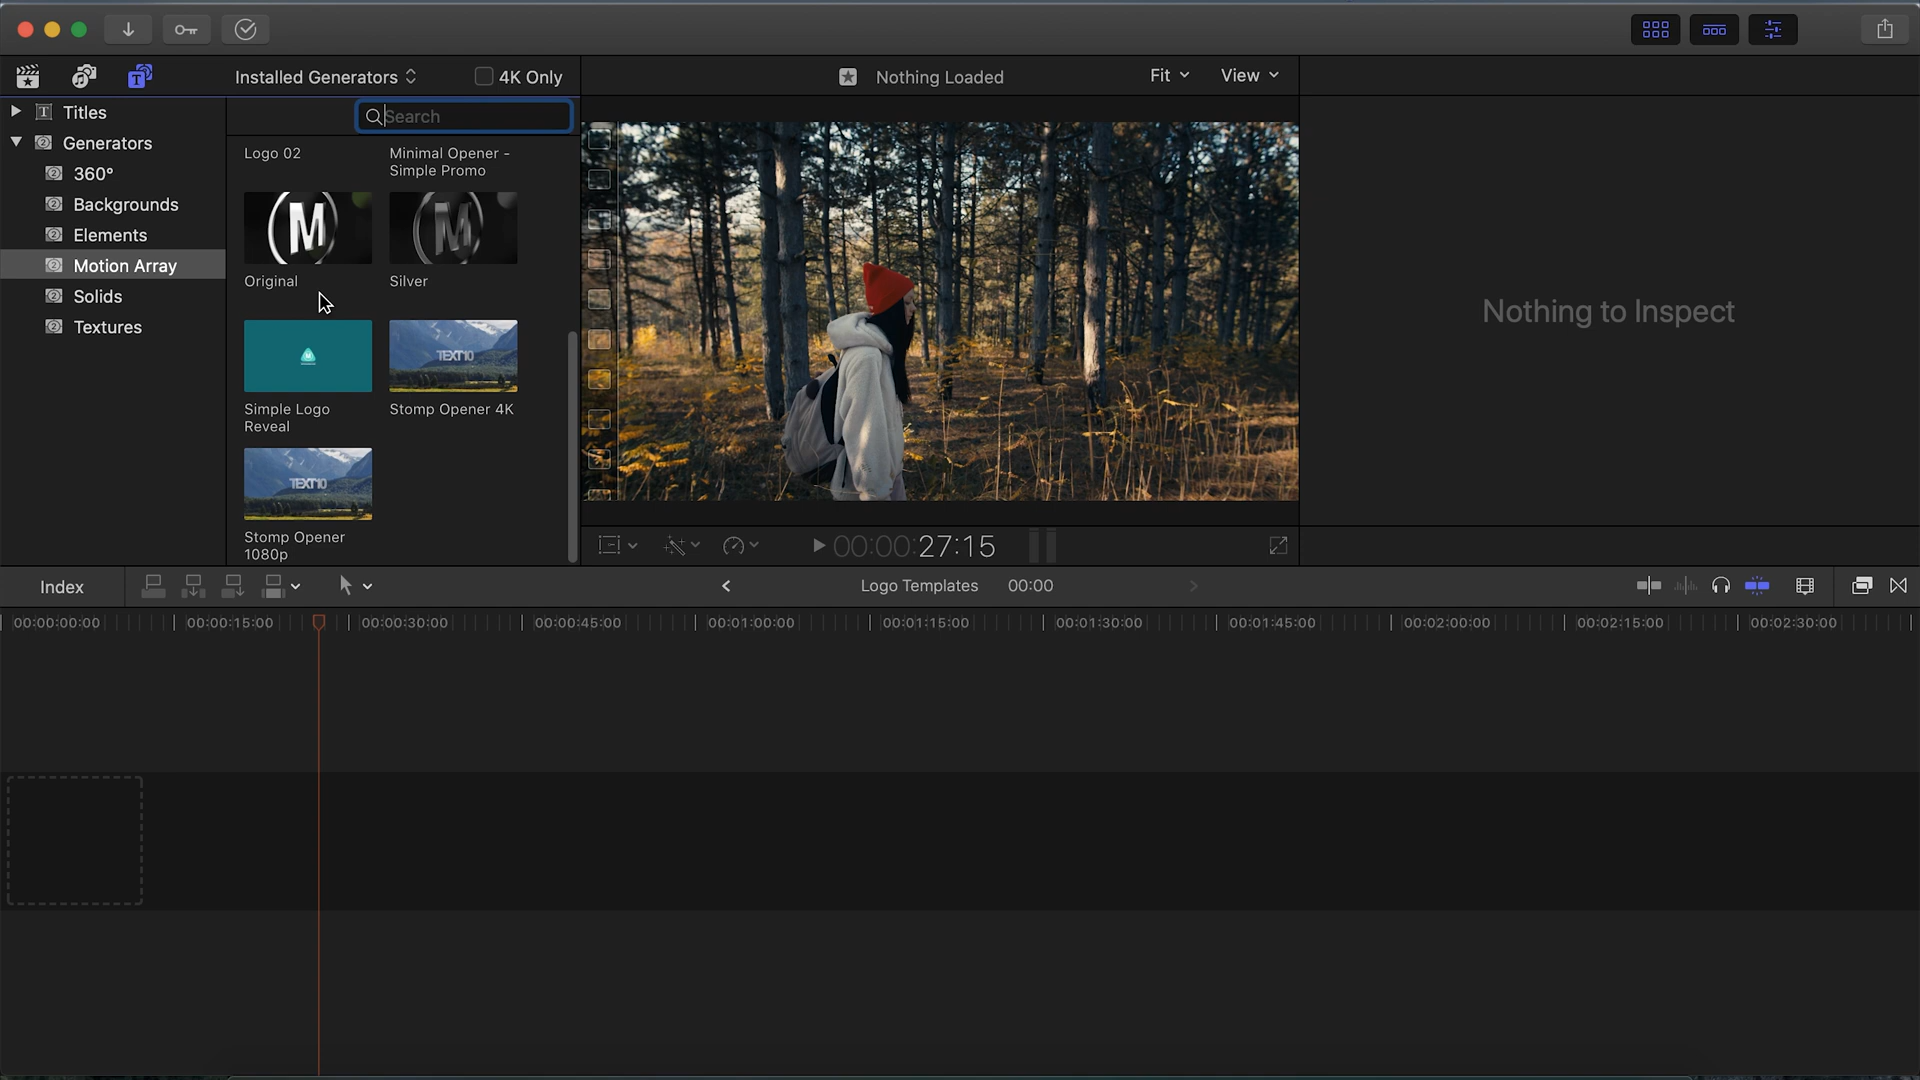 Installed Generators
4K Only
Nothing Loaded
Fit
View
Titles
Search
Generators
360°
Backgrounds
Elements
Motion Array
Solids
Textures
Logo 02
Minimal Opener -
Simple Promo
M
M
Original
Silver
TEXT10
Simple Logo
Reveal
Stomp Opener 4K
TEXT10
Stomp Opener
1080p
Nothing to Inspect
00:00:27:15
Index
Logo Templates
00:00
00:00:00:00
00:00:15:00
00:00:30:00
00:00:45:00
00:01:00:00
00:01:15:00
00:01:30:00
00:01:45:00
00:02:00:00
00:02:15:00
00:02:30:00